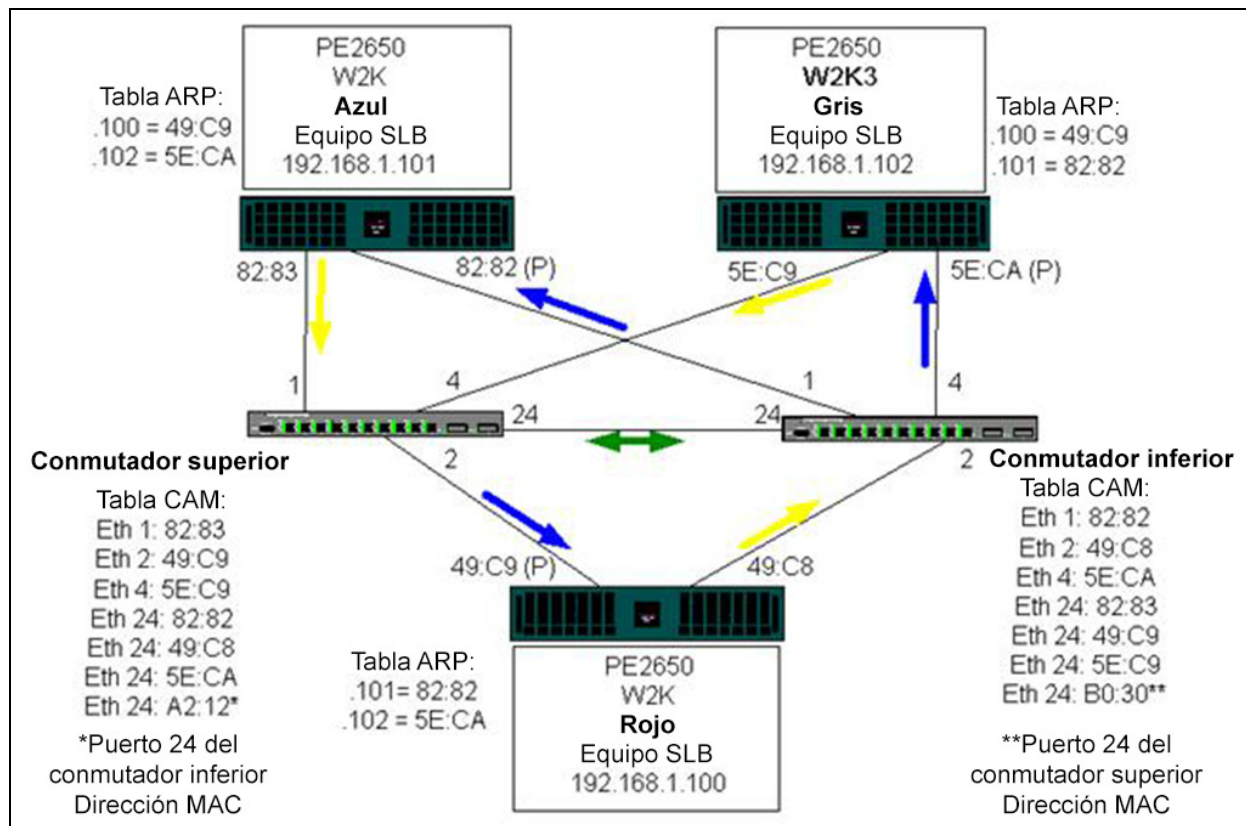 PE2650
W2K
Azul
Equipo SLB
192.168.1.101
Tabla ARP:
.100 = 49:C9
.102 = 5E:CA
PE2650
W2K3
Gris
Equipo SLB
192.168.1.102
Tabla ARP:
.100 = 49:C9
.101 = 82:82
82:83
82:82 (P)
5E:C9
5E:CA (P)
1
4
1
4
24
24
2
2
Conmutador superior
Tabla CAM:
Eth 1: 82:83
Eth 2: 49:C9
Eth 4: 5E:C9
Eth 24: 82:82
Eth 24: 49:C8
Eth 24: 5E:CA
Eth 24: A2:12*
*Puerto 24 del
conmutador inferior
Dirección MAC
Conmutador inferior
Tabla CAM:
Eth 1: 82:82
Eth 2: 49:C8
Eth 4: 5E:CA
Eth 24: 82:83
Eth 24: 49:C9
Eth 24: 5E:C9
Eth 24: B0:30**
**Puerto 24 del
conmutador superior
Dirección MAC
49:C9 (P)
49:C8
Tabla ARP:
.101= 82:82
.102 = 5E:CA
PE2650
W2K
Rojo
Equipo SLB
192.168.1.100